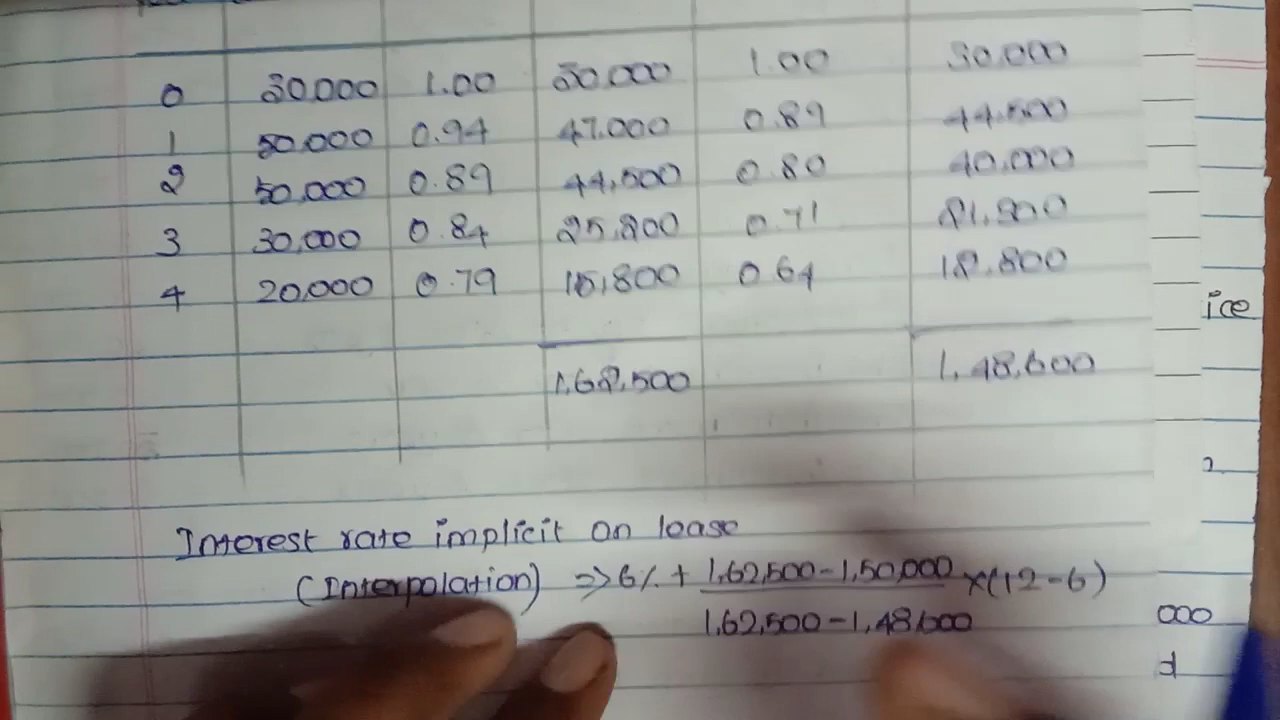 0 30,000 1.00 30,000 1.00 30,000
1 50,000 0.94 47,000 0.89 44,500
2 50,000 0.89 44,500 0.80 40,000
3 30,000 0.84 25,200 0.71 21,300
4 20,000 0.79 15,800 0.64 12,800
1,62,500 1,48,600
Interest rate implicit on lease
(Interpolation) => 6% + 1,62,500 - 1,50,000 x (12-6)
1,62,500 - 1,48,600
ice
000
d